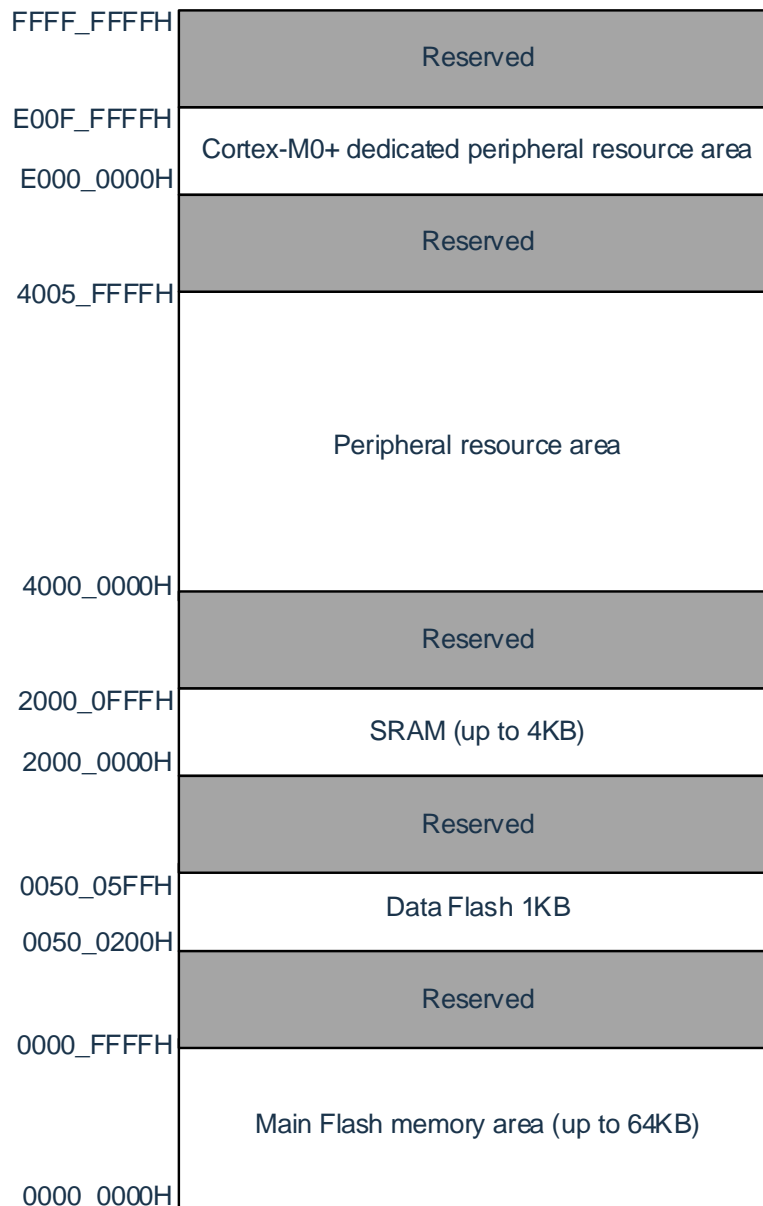 FFFF_FFFFH
Reserved
E00F_FFFFH
Cortex-M0+ dedicated peripheral resource area
E000_0000H
Reserved
4005_FFFFH
Peripheral resource area
4000_0000H
Reserved
2000_0FFFH
SRAM (up to 4KB)
2000_0000H
Reserved
0050_05FFH
Data Flash 1KB
0050_0200H
Reserved
0000_FFFFH
Main Flash memory area (up to 64KB)
0000_0000H